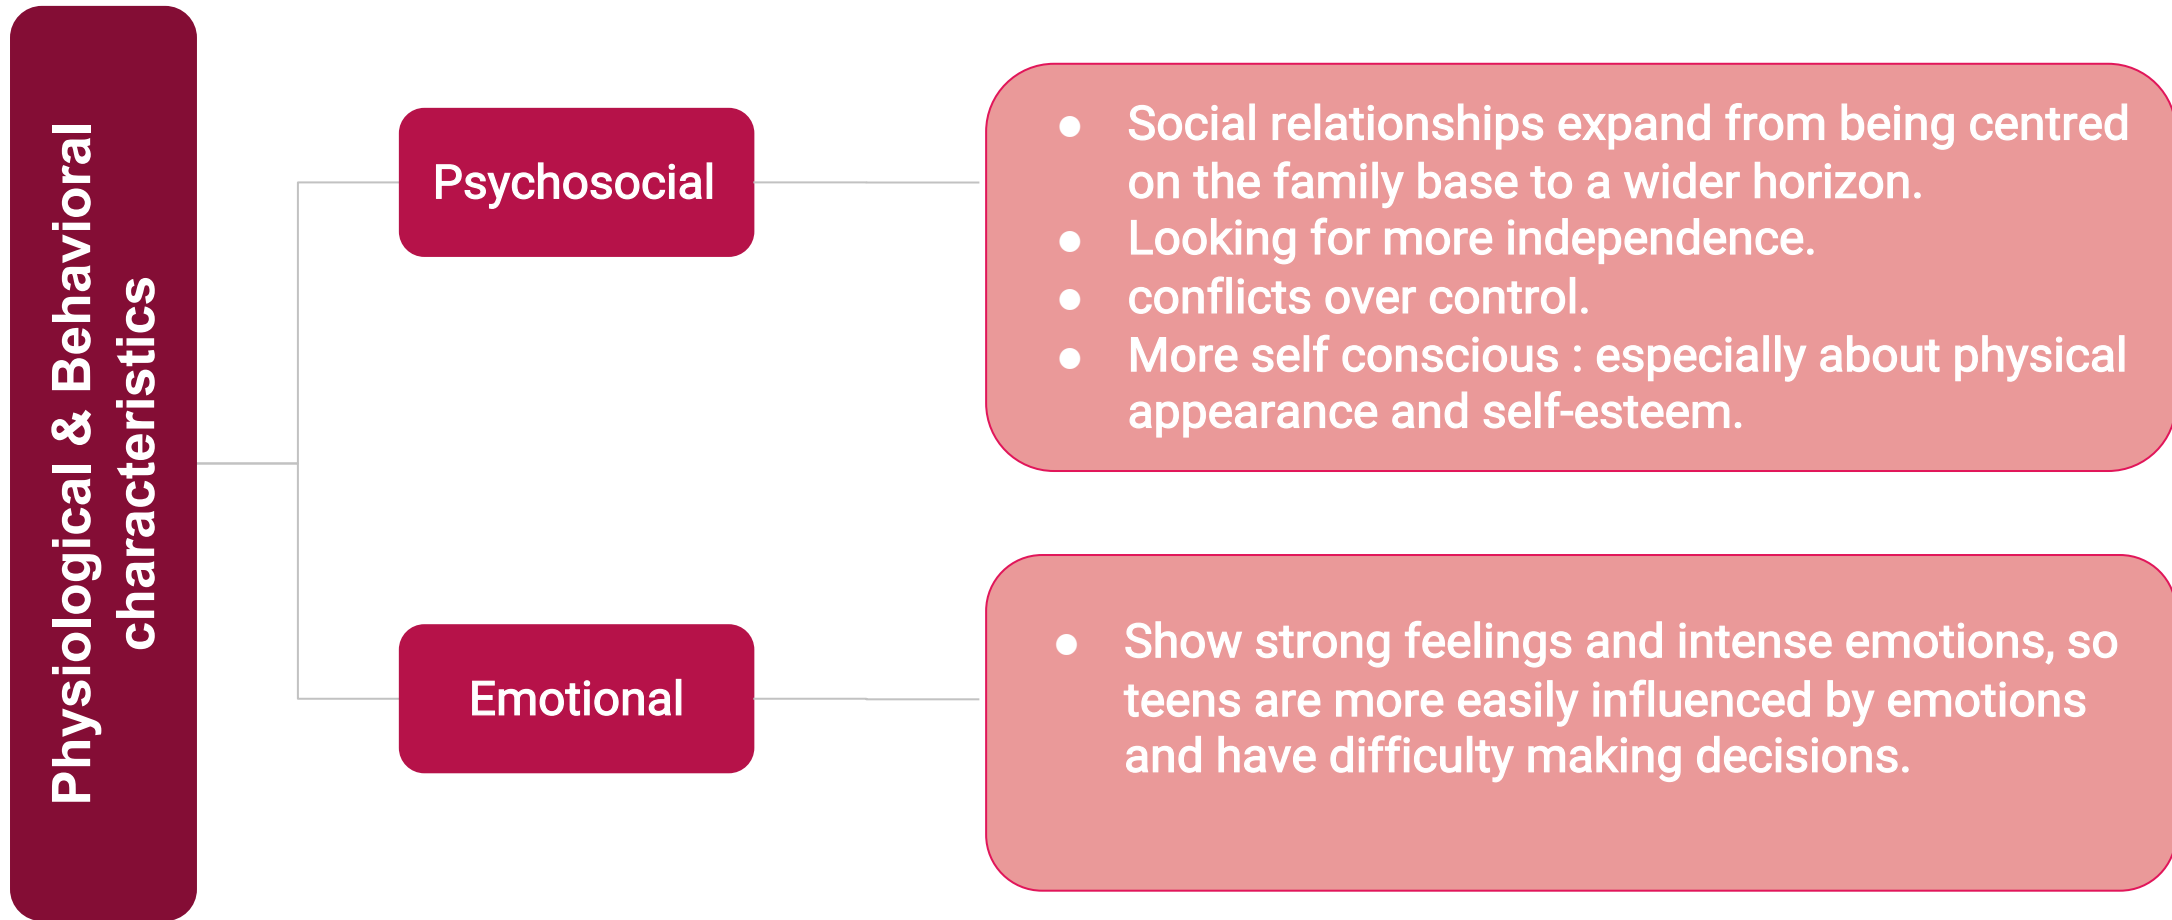 Physiological & Behavioral
characteristics
Psychosocial
● Social relationships expand from being centred
on the family base to a wider horizon.
● Looking for more independence.
● conflicts over control.
● More self conscious : especially about physical
appearance and self-esteem.
Emotional
● Show strong feelings and intense emotions, so
teens are more easily influenced by emotions
and have difficulty making decisions.